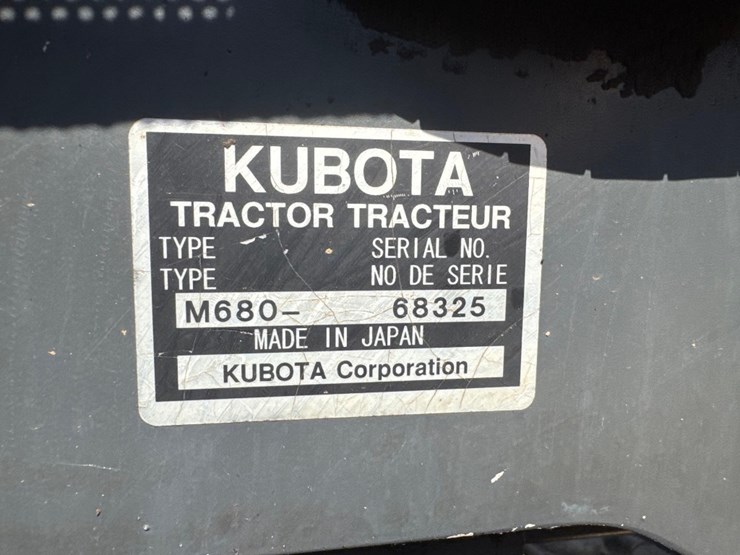 KUBOTA
TRACTOR TRACTEUR
TYPE SERIAL NO.
TYPE NO DE SERIE
M680- 68325
MADE IN JAPAN
KUBOTA Corporation